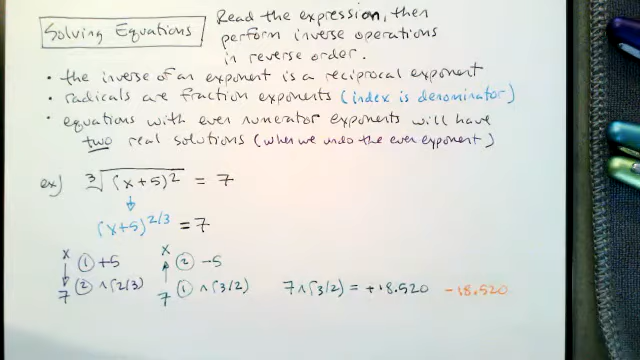 Solving Equations
Read the expression, then
perform inverse operations
in reverse order.
• the inverse of an exponent is a reciprocal exponent
• radicals are fraction exponents (index is denominator)
• equations with even numerator exponents will have
two real solutions (when we undo the even exponent)
ex) ∛((x+5)²) = 7
(x+5)^2/3 = 7
x ① +5
7 ② ∧(2/3)
x ② -5
7 ① ∧(3/2)
7∧(3/2) = +18.520 -18.520